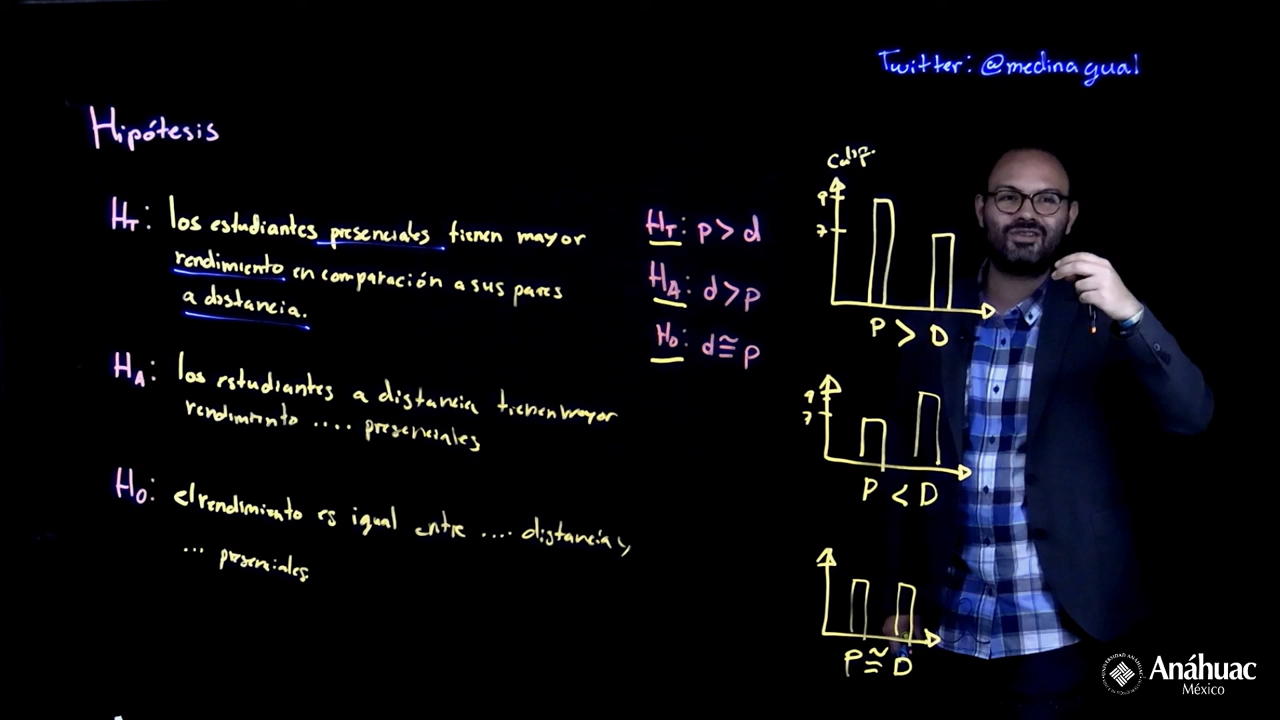 Twitter: @medinagual
Hipótesis
HT: los estudiantes presenciales tienen mayor
rendimiento en comparación a sus pares
a distancia.
HA: los estudiantes a distancia tienen mayor
rendimiento .... presenciales
HO: el rendimiento es igual entre .... distancia y
... presenciales
HT: p > d
HA: d > p
HO: d ≅ p
Calif.
9
7
P > D
9
7
P < D
P ≅ D
Anáhuac
México